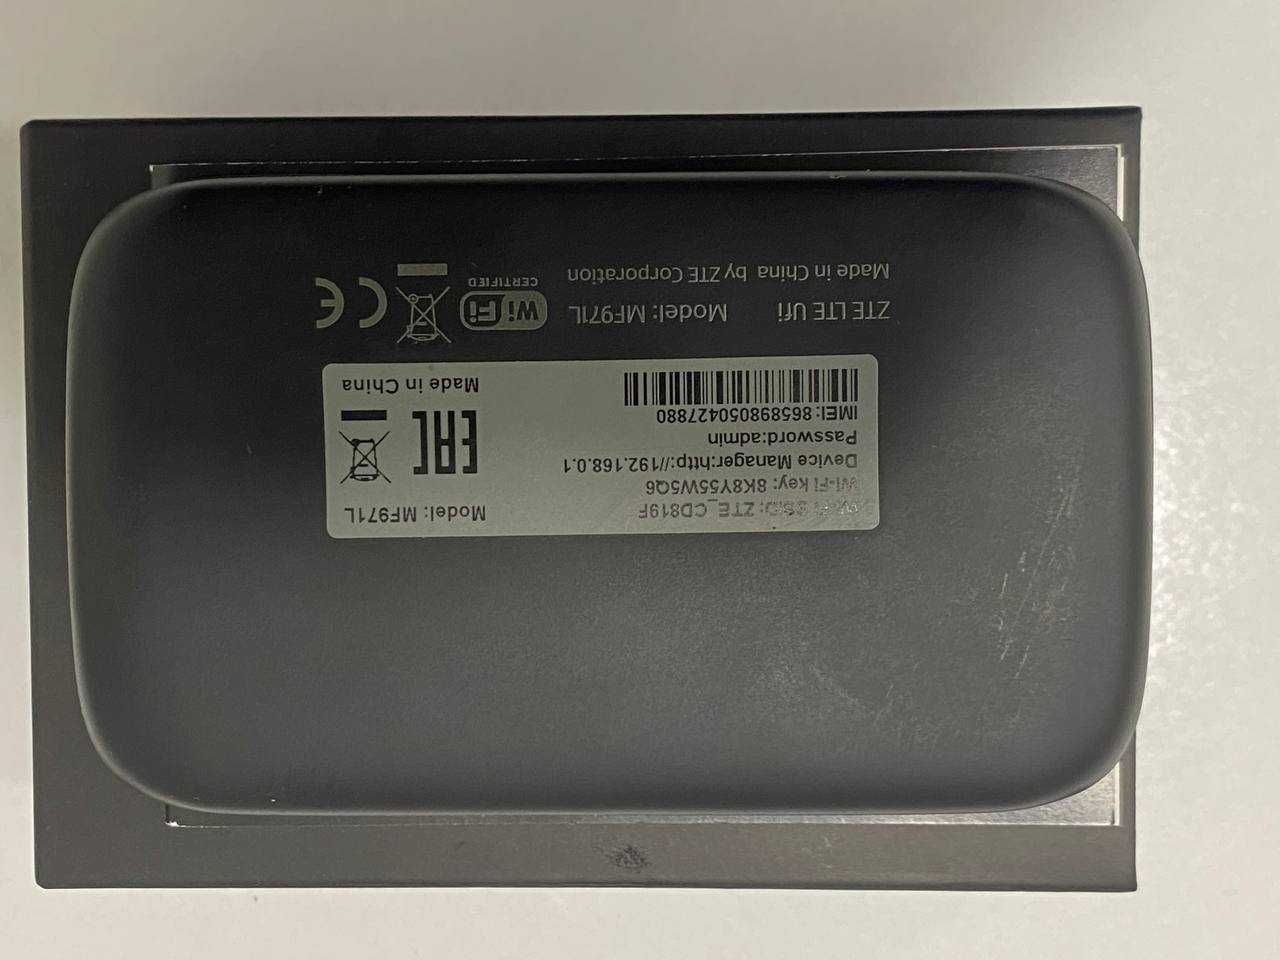 Wi-Fi SSID: ZTE_CD819F
Model: MF971L
Wi-Fi key: 8K8Y55W5Q6
Device Manager:http://192.168.0.1
Password:admin
IMEI: 865898050427880
EAC
Made in China
ZTE LTE Ufi Model: MF971L
Made in China by ZTE Corporation
Wi Fi
CERTIFIED
CE